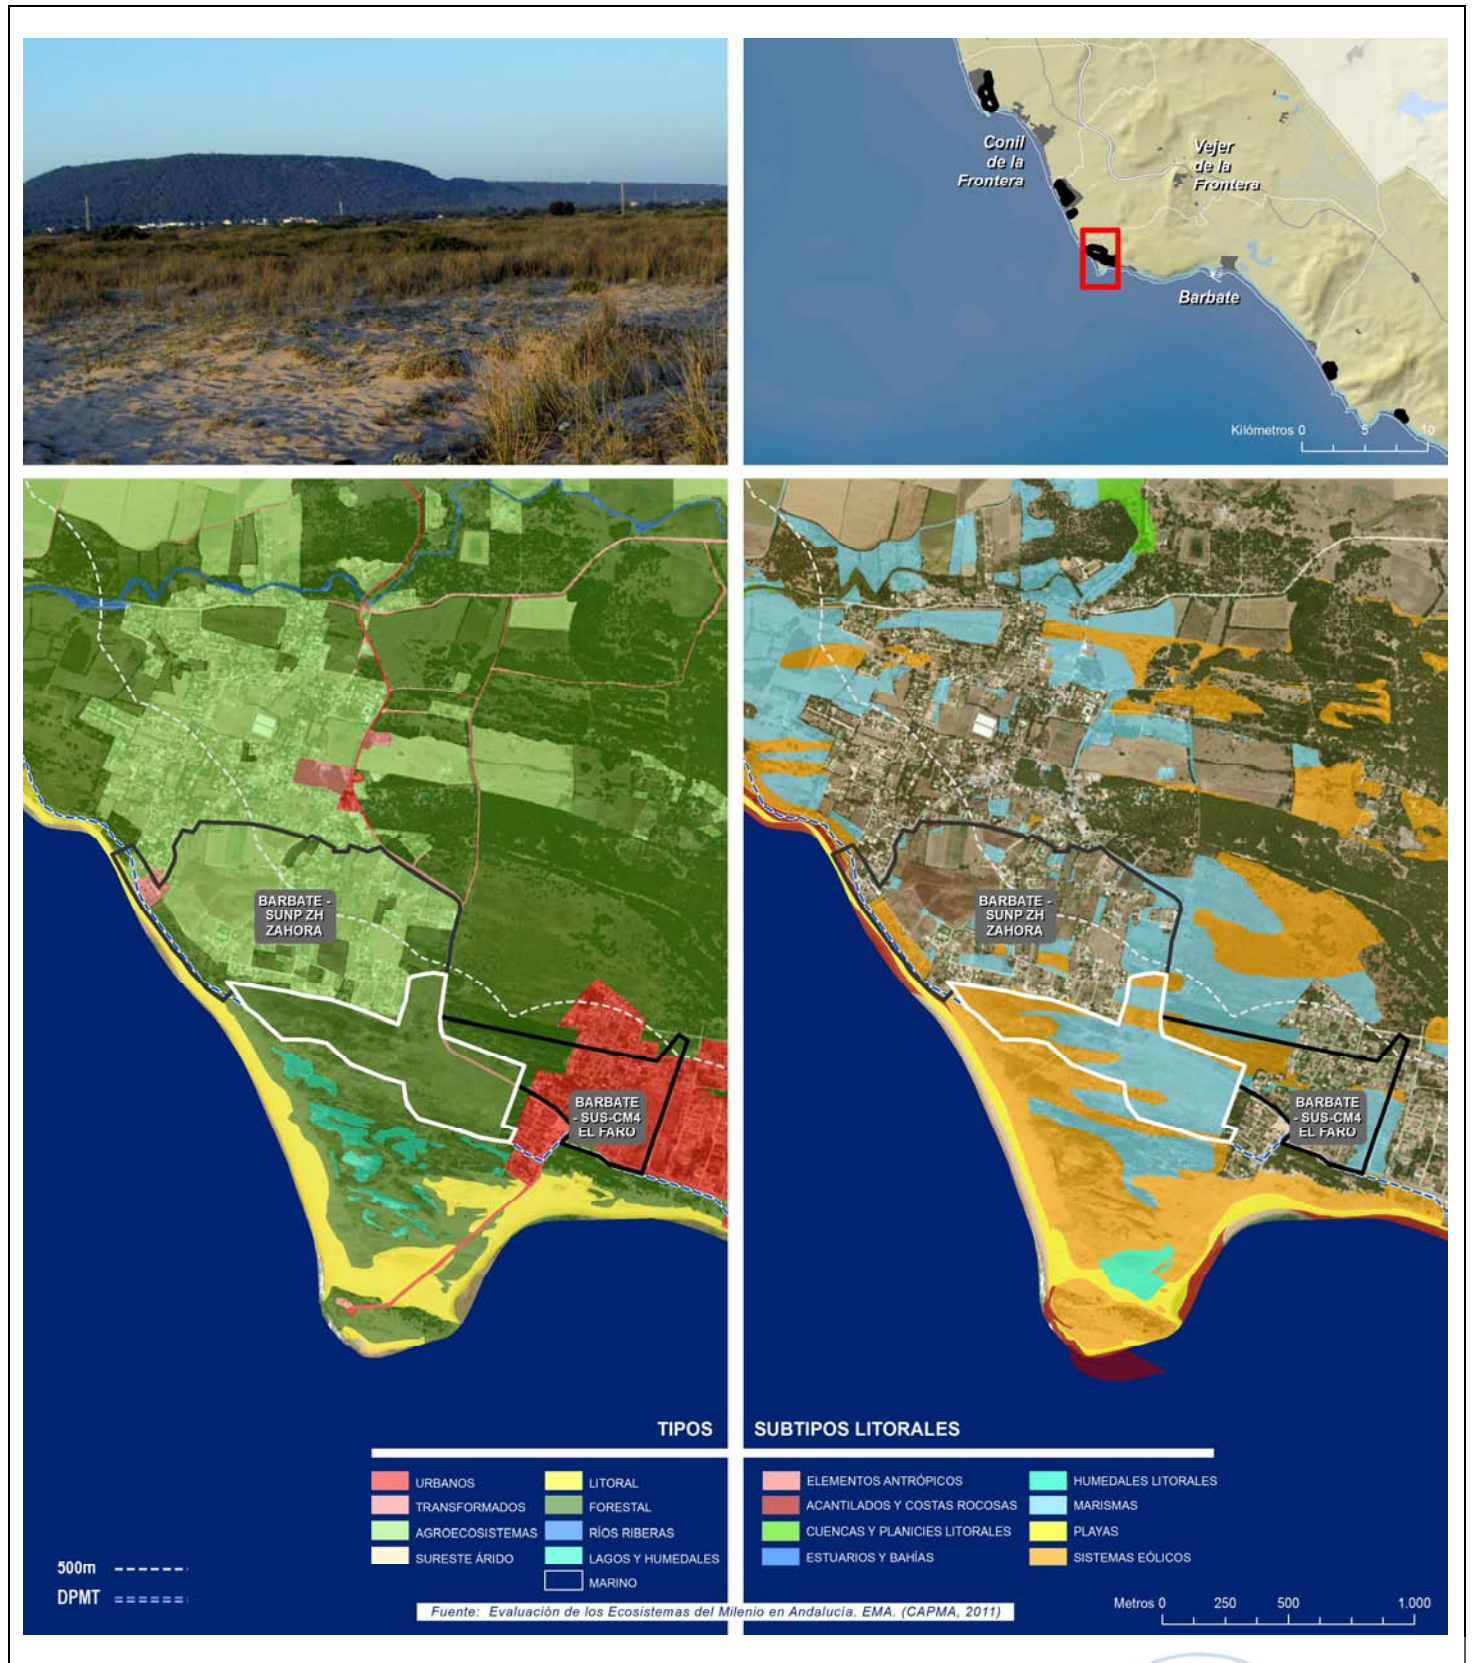 Conil
de la
Frontera
Vejer
de la
Frontera
Barbate
Kilómetros 0 5 10
BARBATE -
SUNP ZH
ZAHORA
BARBATE
- SUS-CM4
EL FARO
BARBATE -
SUNP ZH
ZAHORA
BARBATE
- SUS-CM4
EL FARO
TIPOS
URBANOS
TRANSFORMADOS
AGROECOSISTEMAS
SURESTE ÁRIDO
LITORAL
FORESTAL
RÍOS RIBERAS
LAGOS Y HUMEDALES
MARINO
500m
DPMT
SUBTIPOS LITORALES
ELEMENTOS ANTRÓPICOS
ACANTILADOS Y COSTAS ROCOSAS
CUENCAS Y PLANICIES LITORALES
ESTUARIOS Y BAHÍAS
HUMEDALES LITORALES
MARISMAS
PLAYAS
SISTEMAS EÓLICOS
Fuente: Evaluación de los Ecosistemas del Milenio en Andalucía. EMA. (CAPMA, 2011)
Metros 0 250 500 1.000